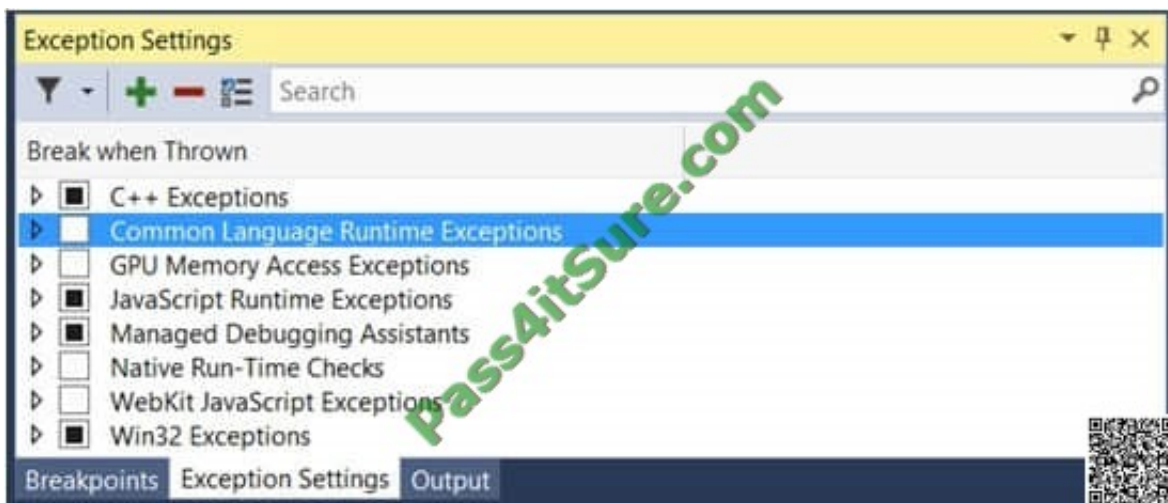 Exception Settings
Search
Break when Thrown
C++ Exceptions
Common Language Runtime Exceptions
GPU Memory Access Exceptions
JavaScript Runtime Exceptions
Managed Debugging Assistants
Native Run-Time Checks
WebKit JavaScript Exceptions
Win32 Exceptions
Breakpoints Exception Settings Output
Pass4itSure.com